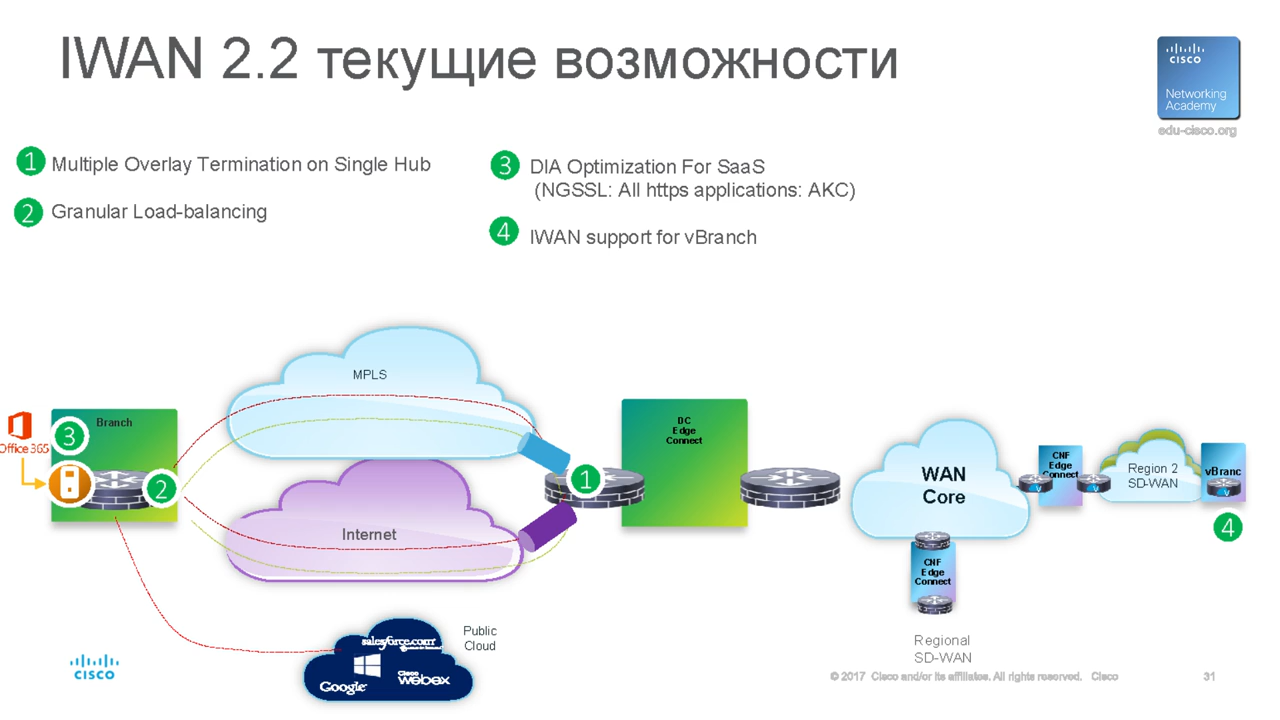 IWAN 2.2 текущие возможности
CISCO
Networking
Academy
edu-cisco.org
1 Multiple Overlay Termination on Single Hub
2 Granular Load-balancing
3 DIA Optimization For SaaS
(NGSSL: All https applications: AKC)
4 IWAN support for vBranch
MPLS
Office 365
3
Branch
2
Internet
1
DC
Edge
Connect
WAN
Core
CNF
Edge
Connect
V
V
Region 2
SD-WAN
vBranc
V
4
CNF
Edge
Connect
Regional
SD-WAN
Public
Cloud
salesforce.com
Google
Cisco
webex
CISCO
© 2017 Cisco and/or its affiliates. All rights reserved. Cisco
31